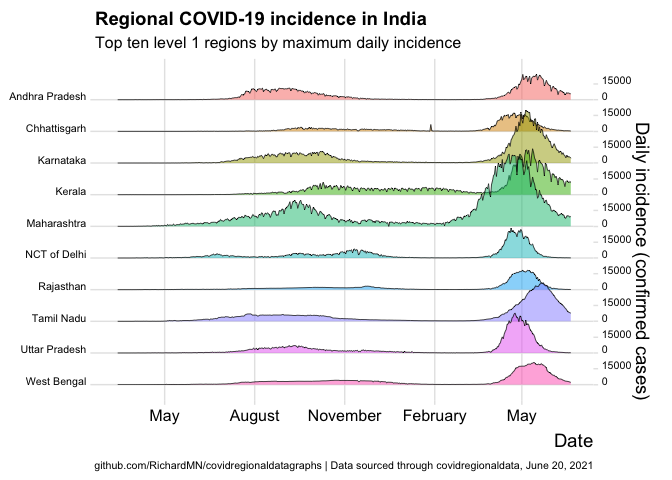 Regional COVID-19 incidence in India
Top ten level 1 regions by maximum daily incidence
Andhra Pradesh
15000
0
Chhattisgarh
15000
0
Karnataka
15000
0
Kerala
15000
0
Maharashtra
15000
0
NCT of Delhi
15000
0
Rajasthan
15000
0
Tamil Nadu
15000
0
Uttar Pradesh
15000
0
West Bengal
15000
0
Daily incidence (confirmed cases)
May August November February May
Date
github.com/RichardMN/covidregionaldatagraphs | Data sourced through covidregionaldata, June 20, 2021